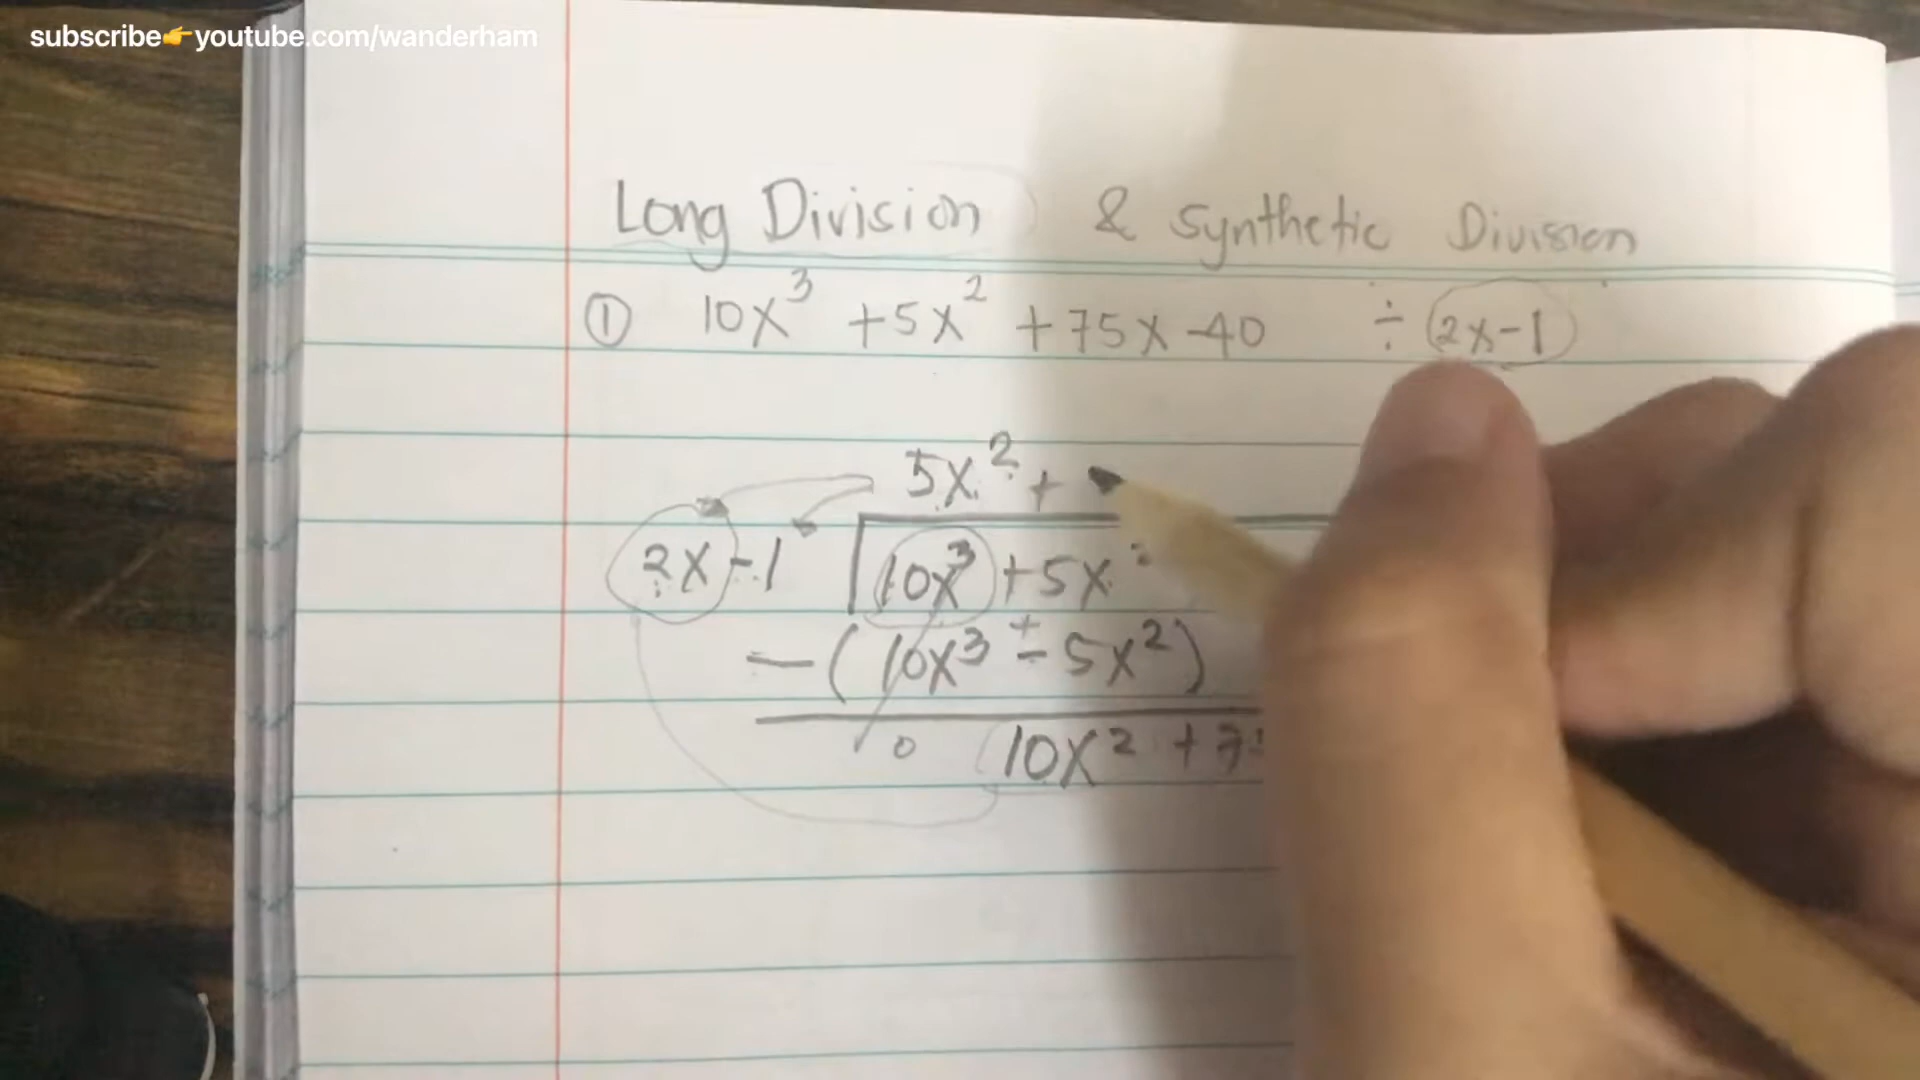 subscribe👉youtube.com/wanderham
Long Division & Synthetic Division
① 10x³ +5x² +75x -40 ÷ 2x-1
5x² +
2x-1 10x³ +5x
-( 10x³ ∓ 5x² )
0 10x² +